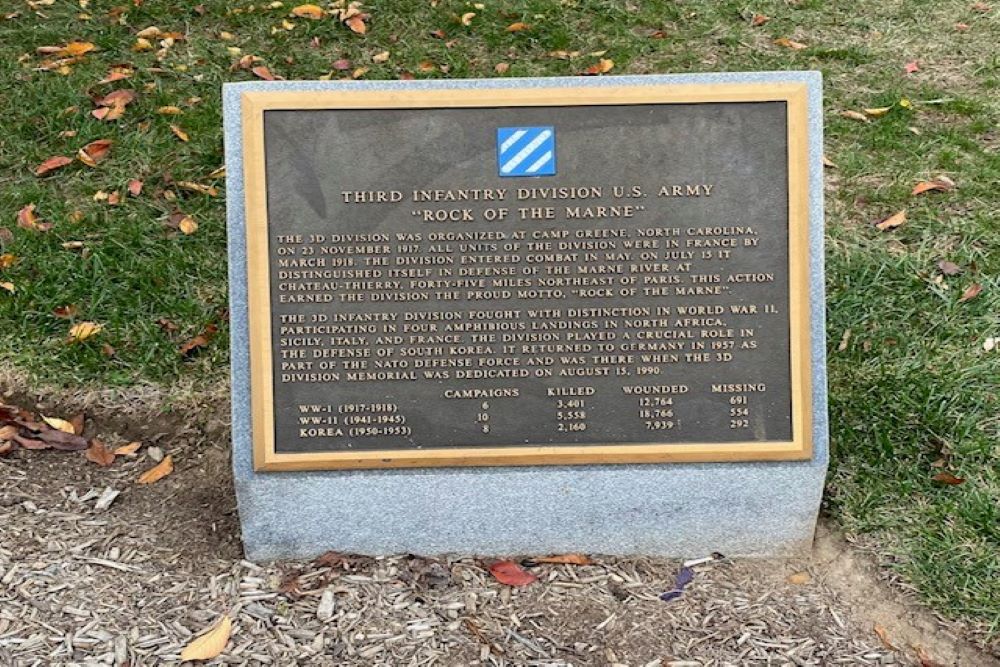 THIRD INFANTRY DIVISION U.S. ARMY
"ROCK OF THE MARNE"
THE 3D DIVISION WAS ORGANIZED AT CAMP GREENE, NORTH CAROLINA,
ON 23 NOVEMBER 1917. ALL UNITS OF THE DIVISION WERE IN FRANCE BY
MARCH 1918. THE DIVISION ENTERED COMBAT IN MAY. ON JULY 15 IT
DISTINGUISHED ITSELF IN DEFENSE OF THE MARNE RIVER AT
CHATEAU-THIERRY, FORTY-FIVE MILES NORTHEAST OF PARIS. THIS ACTION
EARNED THE DIVISION THE PROUD MOTTO, "ROCK OF THE MARNE".
THE 3D INFANTRY DIVISION FOUGHT WITH DISTINCTION IN WORLD WAR II,
PARTICIPATING IN FOUR AMPHIBIOUS LANDINGS IN NORTH AFRICA,
SICILY, ITALY, AND FRANCE. THE DIVISION PLAYED A CRUCIAL ROLE IN
THE DEFENSE OF SOUTH KOREA. IT RETURNED TO GERMANY IN 1957 AS
PART OF THE NATO DEFENSE FORCE AND WAS THERE WHEN THE 3D
DIVISION MEMORIAL WAS DEDICATED ON AUGUST 15, 1990.
CAMPAIGNS KILLED WOUNDED MISSING
WW-I (1917-1918) 6 3,401 12,764 691
WW-II (1941-1945) 10 5,558 18,766 554
KOREA (1950-1953) 8 2,160 7,939 292